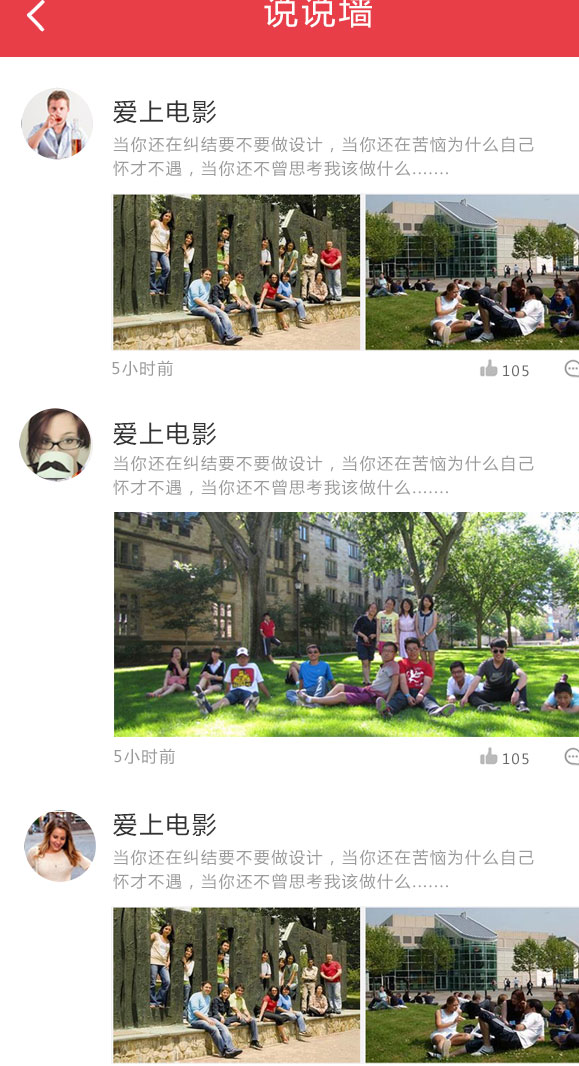 说说墙
爱上电影
当你还在纠结要不要做设计，当你还在苦恼为什么自己
怀才不遇，当你还不曾思考我该做什么.......
5小时前
105
爱上电影
当你还在纠结要不要做设计，当你还在苦恼为什么自己
怀才不遇，当你还不曾思考我该做什么.......
5小时前
105
爱上电影
当你还在纠结要不要做设计，当你还在苦恼为什么自己
怀才不遇，当你还不曾思考我该做什么.......